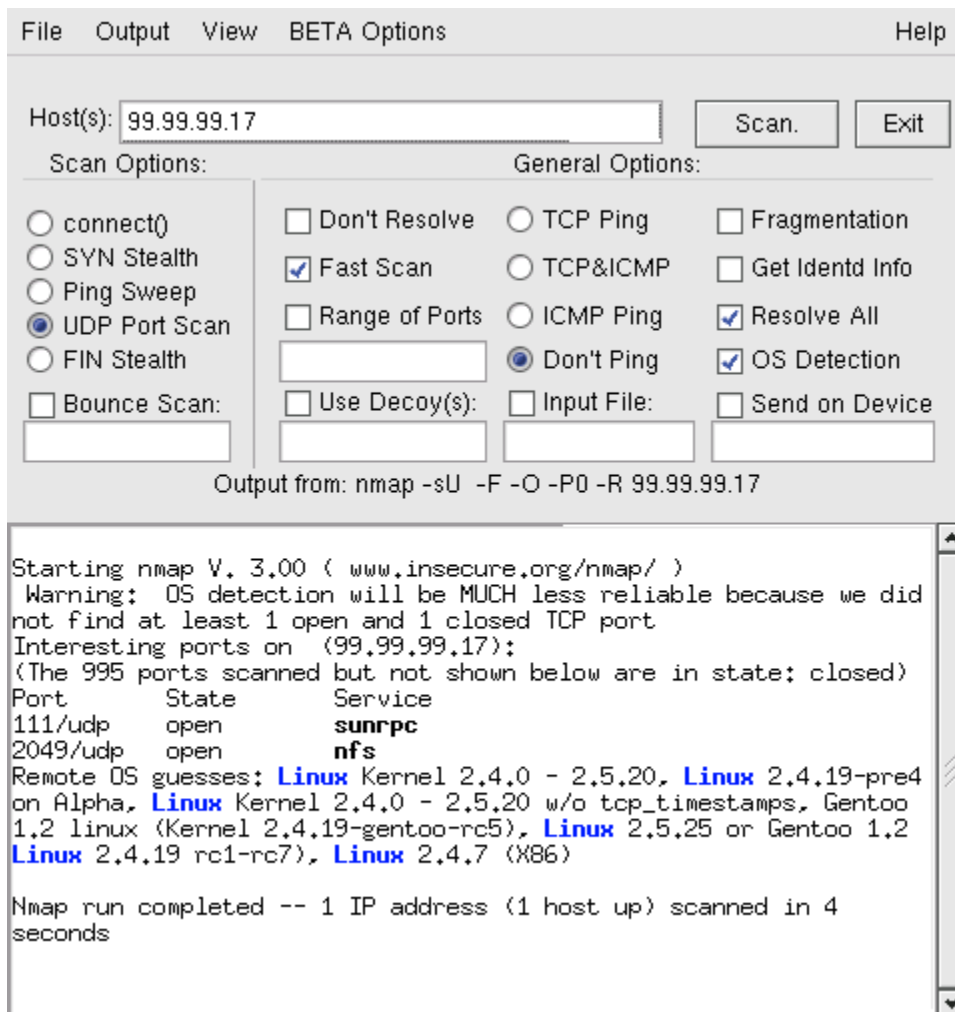 File Output View BETA Options Help
Host(s): 99.99.99.17 Scan. Exit
Scan Options: General Options:
connect() Don't Resolve TCP Ping Fragmentation
SYN Stealth Fast Scan TCP&ICMP Get Identd Info
Ping Sweep Range of Ports ICMP Ping Resolve All
UDP Port Scan Don't Ping OS Detection
FIN Stealth
Bounce Scan: Use Decoy(s): Input File: Send on Device
Output from: nmap -sU -F -O -P0 -R 99.99.99.17
Starting nmap V. 3.00 ( www.insecure.org/nmap/ )
Warning: OS detection will be MUCH less reliable because we did
not find at least 1 open and 1 closed TCP port
Interesting ports on (99.99.99.17):
(The 995 ports scanned but not shown below are in state: closed)
Port State Service
111/udp open sunrpc
2049/udp open nfs
Remote OS guesses: Linux Kernel 2.4.0 - 2.5.20, Linux 2.4.19-pre4
on Alpha, Linux Kernel 2.4.0 - 2.5.20 w/o tcp_timestamps, Gentoo
1.2 linux (Kernel 2.4.19-gentoo-rc5), Linux 2.5.25 or Gentoo 1.2
Linux 2.4.19 rc1-rc7), Linux 2.4.7 (X86)
Nmap run completed -- 1 IP address (1 host up) scanned in 4
seconds